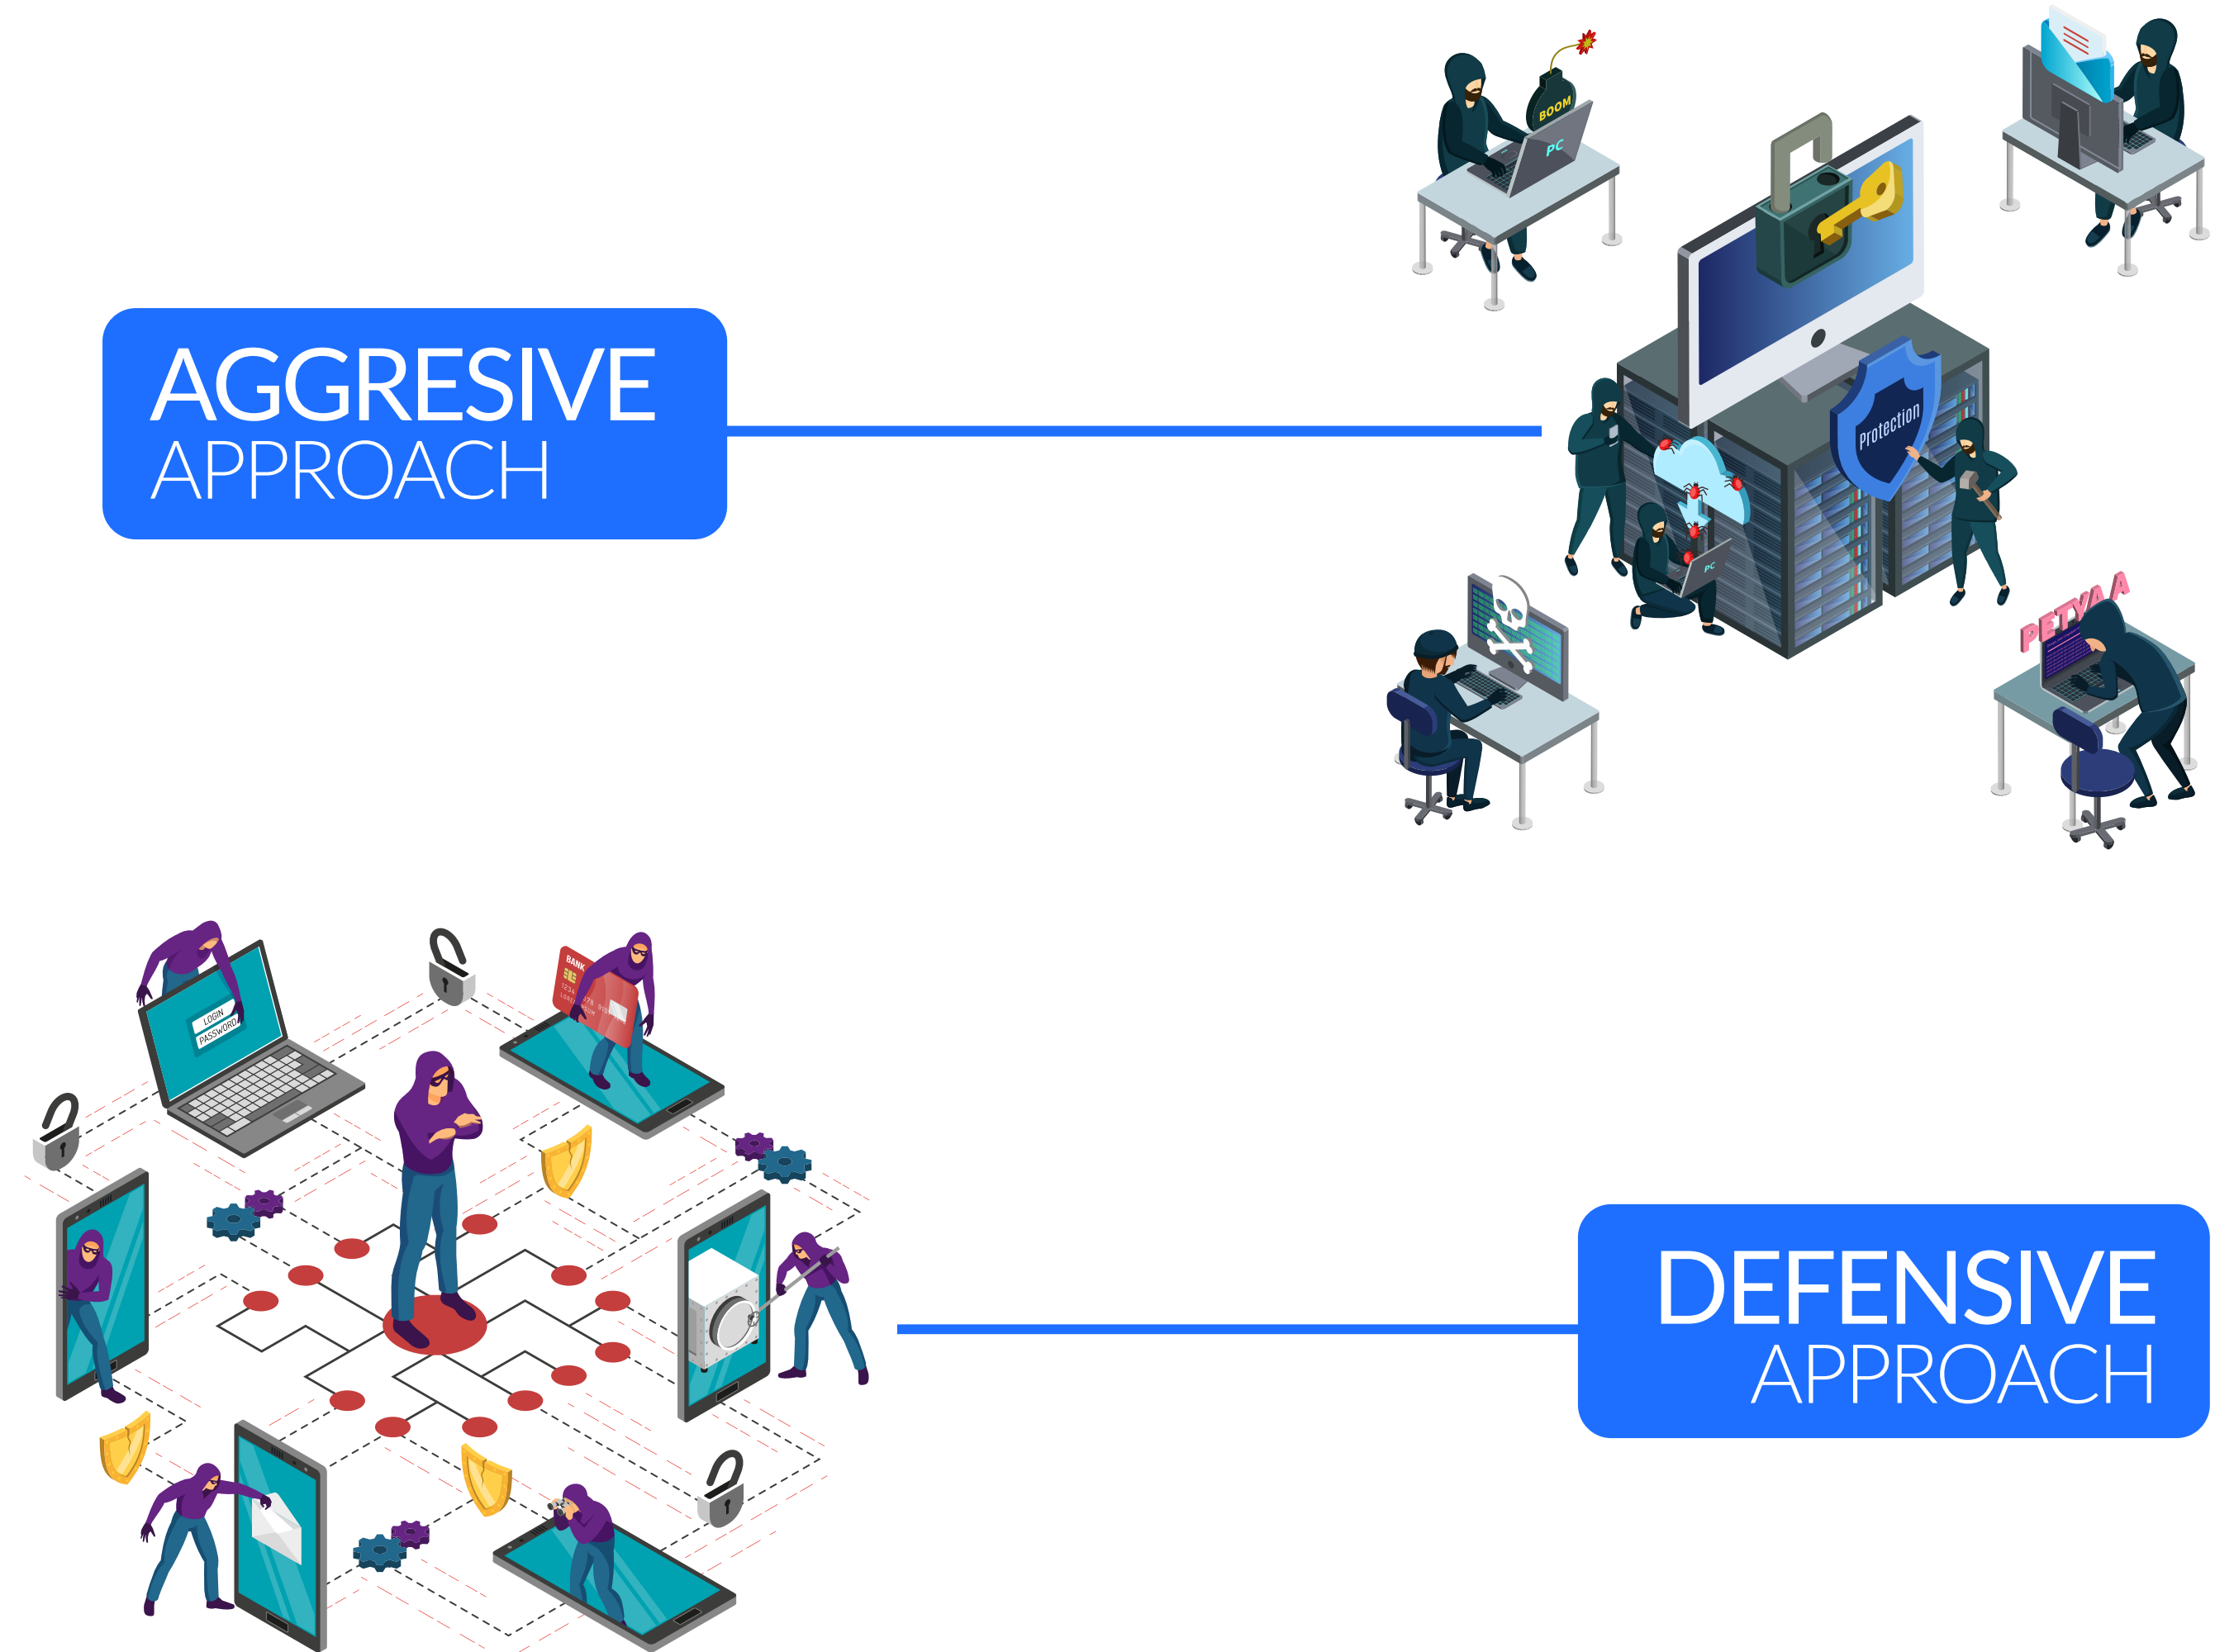 BOOM
PC
AGGRESIVE
APPROACH
Protection
PC
PETYA A
LOGIN
PASSWORD
BANK
DEFENSIVE
APPROACH